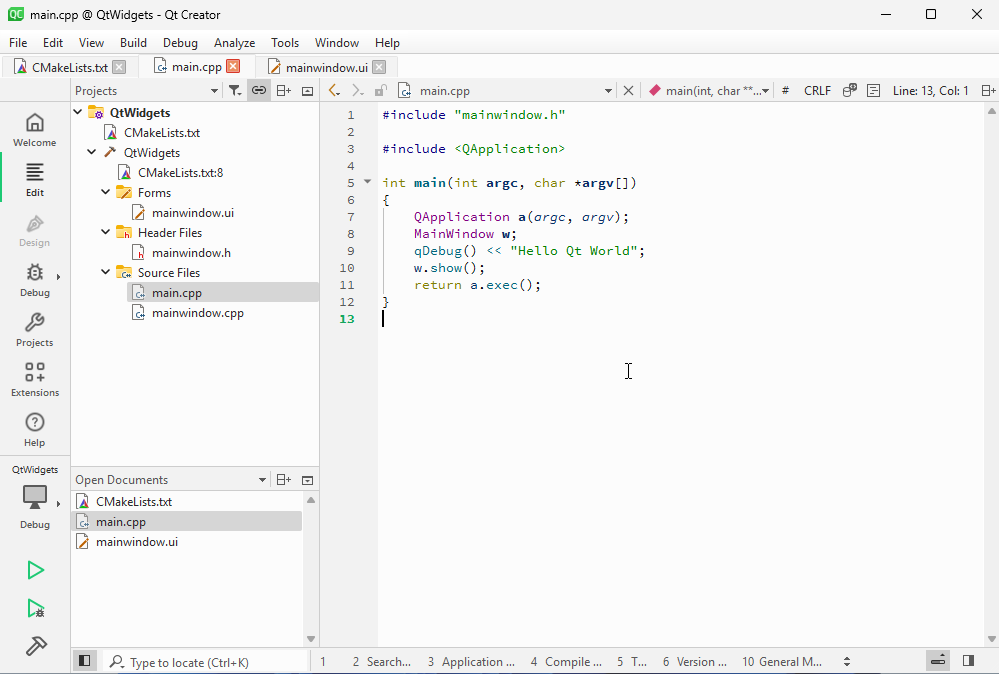 QC main.cpp @ QtWidgets - Qt Creator
File Edit View Build Debug Analyze Tools Window Help
CMakeLists.txt main.cpp mainwindow.ui
Projects main.cpp main(int, char **... # CRLF Line: 13, Col: 1
Welcome
Edit
Design
Debug
Projects
Extensions
Help
QtWidgets
Debug
QtWidgets
CMakeLists.txt
QtWidgets
CMakeLists.txt:8
Forms
mainwindow.ui
Header Files
mainwindow.h
Source Files
main.cpp
mainwindow.cpp
Open Documents
CMakeLists.txt
main.cpp
mainwindow.ui
1 #include "mainwindow.h"
2
3 #include <QApplication>
4
5 int main(int argc, char *argv[])
6 {
7 QApplication a(argc, argv);
8 MainWindow w;
9 qDebug() << "Hello Qt World";
10 w.show();
11 return a.exec();
12 }
13
Type to locate (Ctrl+K) 1 2 Search... 3 Application ... 4 Compile ... 5 T... 6 Version ... 10 General M...